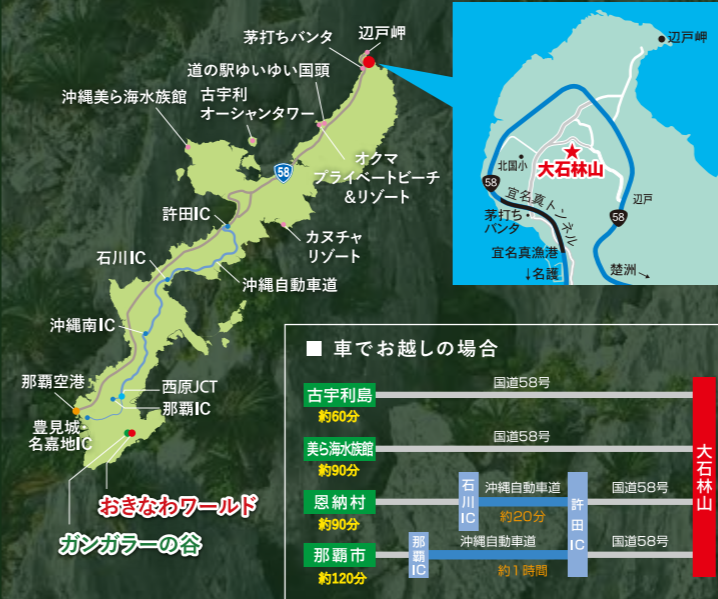 辺戸岬
茅打ちバンタ
道の駅ゆいゆい国頭
沖縄美ら海水族館
古宇利
オーシャンタワー
オクマ
プライベートビーチ
&リゾート
58
許田IC
カヌチャ
リゾート
石川IC
沖縄自動車道
沖縄南IC
那覇空港
西原JCT
那覇IC
豊見城・
名嘉地IC
おきなわワールド
ガンガラーの谷
辺戸岬
北国小
大石林山
58
宜名真トンネル
58
辺戸
茅打ち
バンタ
宜名真漁港
↓名護
楚洲→
■ 車でお越しの場合
古宇利島
約60分
国道58号
美ら海水族館
約90分
国道58号
恩納村
約90分
石川IC
沖縄自動車道
約20分
許田IC
国道58号
那覇市
約120分
那覇IC
沖縄自動車道
約1時間
国道58号
大石林山